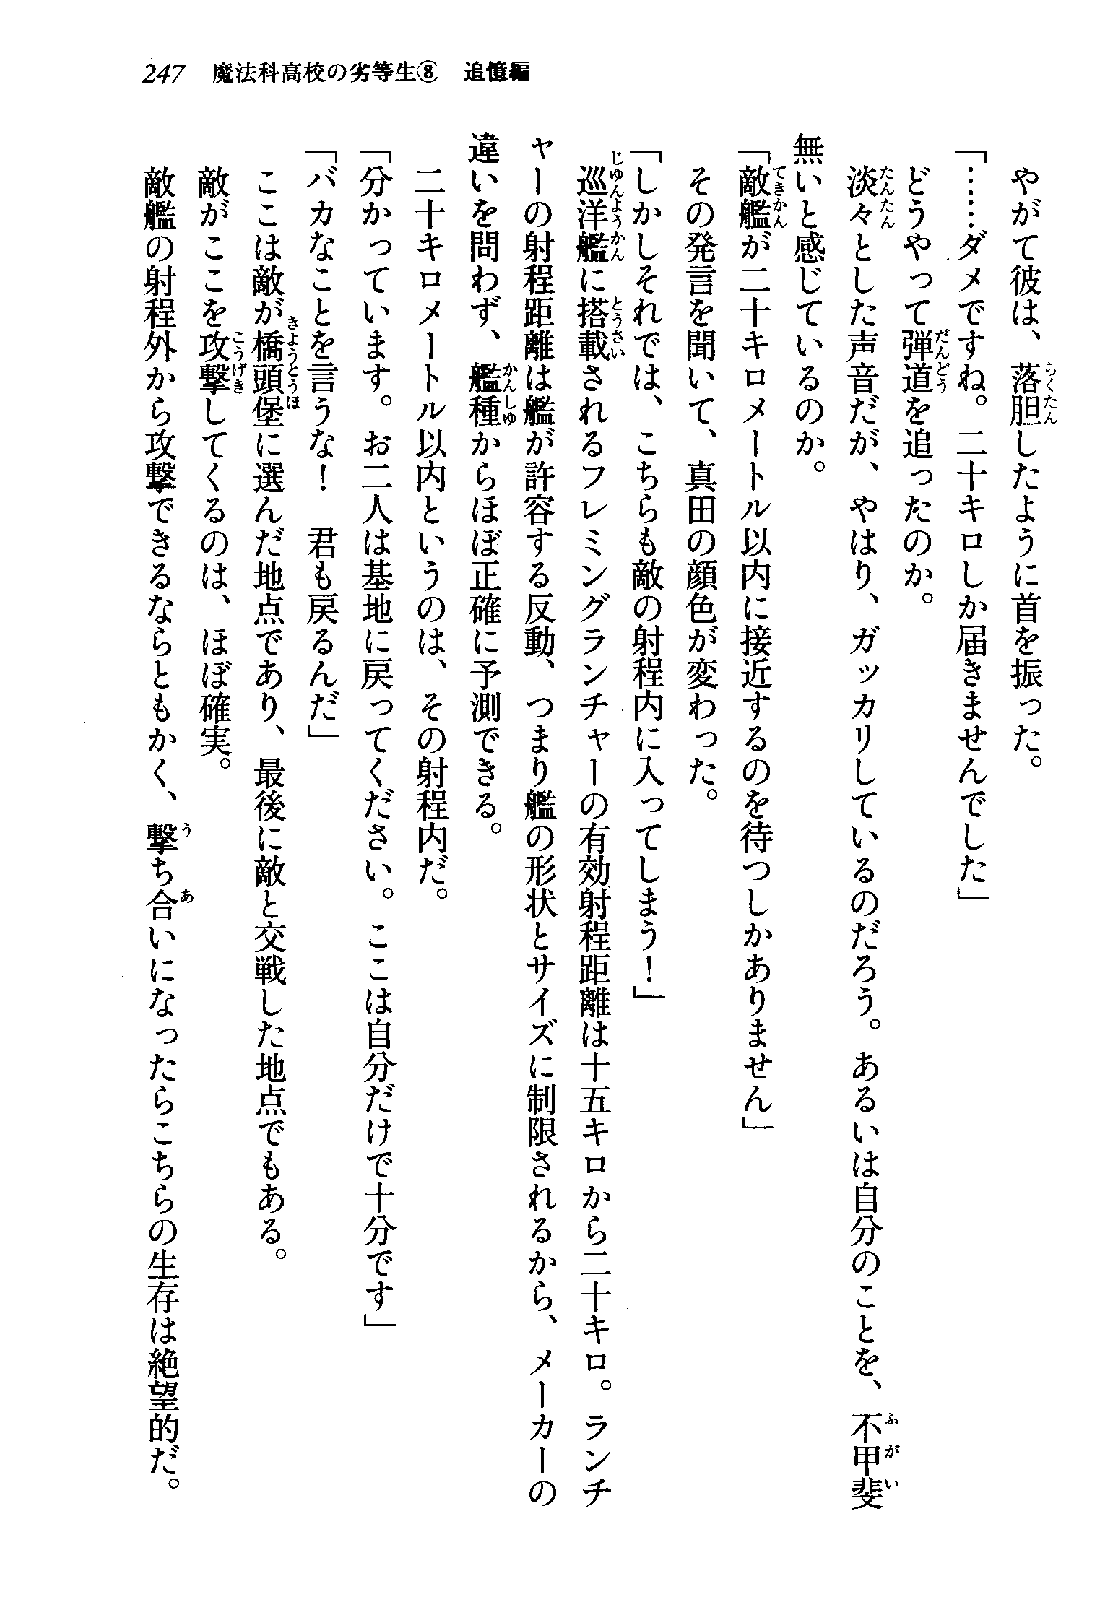 247　魔法科高校の劣等生⑧　追憶編
やがて彼は、落胆したように首を振った。
「……ダメですね。二十キロしか届きませんでした」
どうやって弾道を追ったのか。
淡々とした声音だが、やはり、ガッカリしているのだろう。あるいは自分のことを、不甲斐
無いと感じているのか。
「敵艦が二十キロメートル以内に接近するのを待つしかありません」
その発言を聞いて、真田の顔色が変わった。
「しかしそれでは、こちらも敵の射程内に入ってしまう！」
巡洋艦に搭載されるフレミングランチャーの有効射程距離は十五キロから二十キロ。ランチ
ャーの射程距離は艦が許容する反動、つまり艦の形状とサイズに制限されるから、メーカーの
違いを問わず、艦種からほぼ正確に予測できる。
二十キロメートル以内というのは、その射程内だ。
「分かっています。お二人は基地に戻ってください。ここは自分だけで十分です」
「バカなことを言うな！　君も戻るんだ」
ここは敵が橋頭堡に選んだ地点であり、最後に敵と交戦した地点でもある。
敵がここを攻撃してくるのは、ほぼ確実。
敵艦の射程外から攻撃できるならともかく、撃ち合いになったらこちらの生存は絶望的だ。